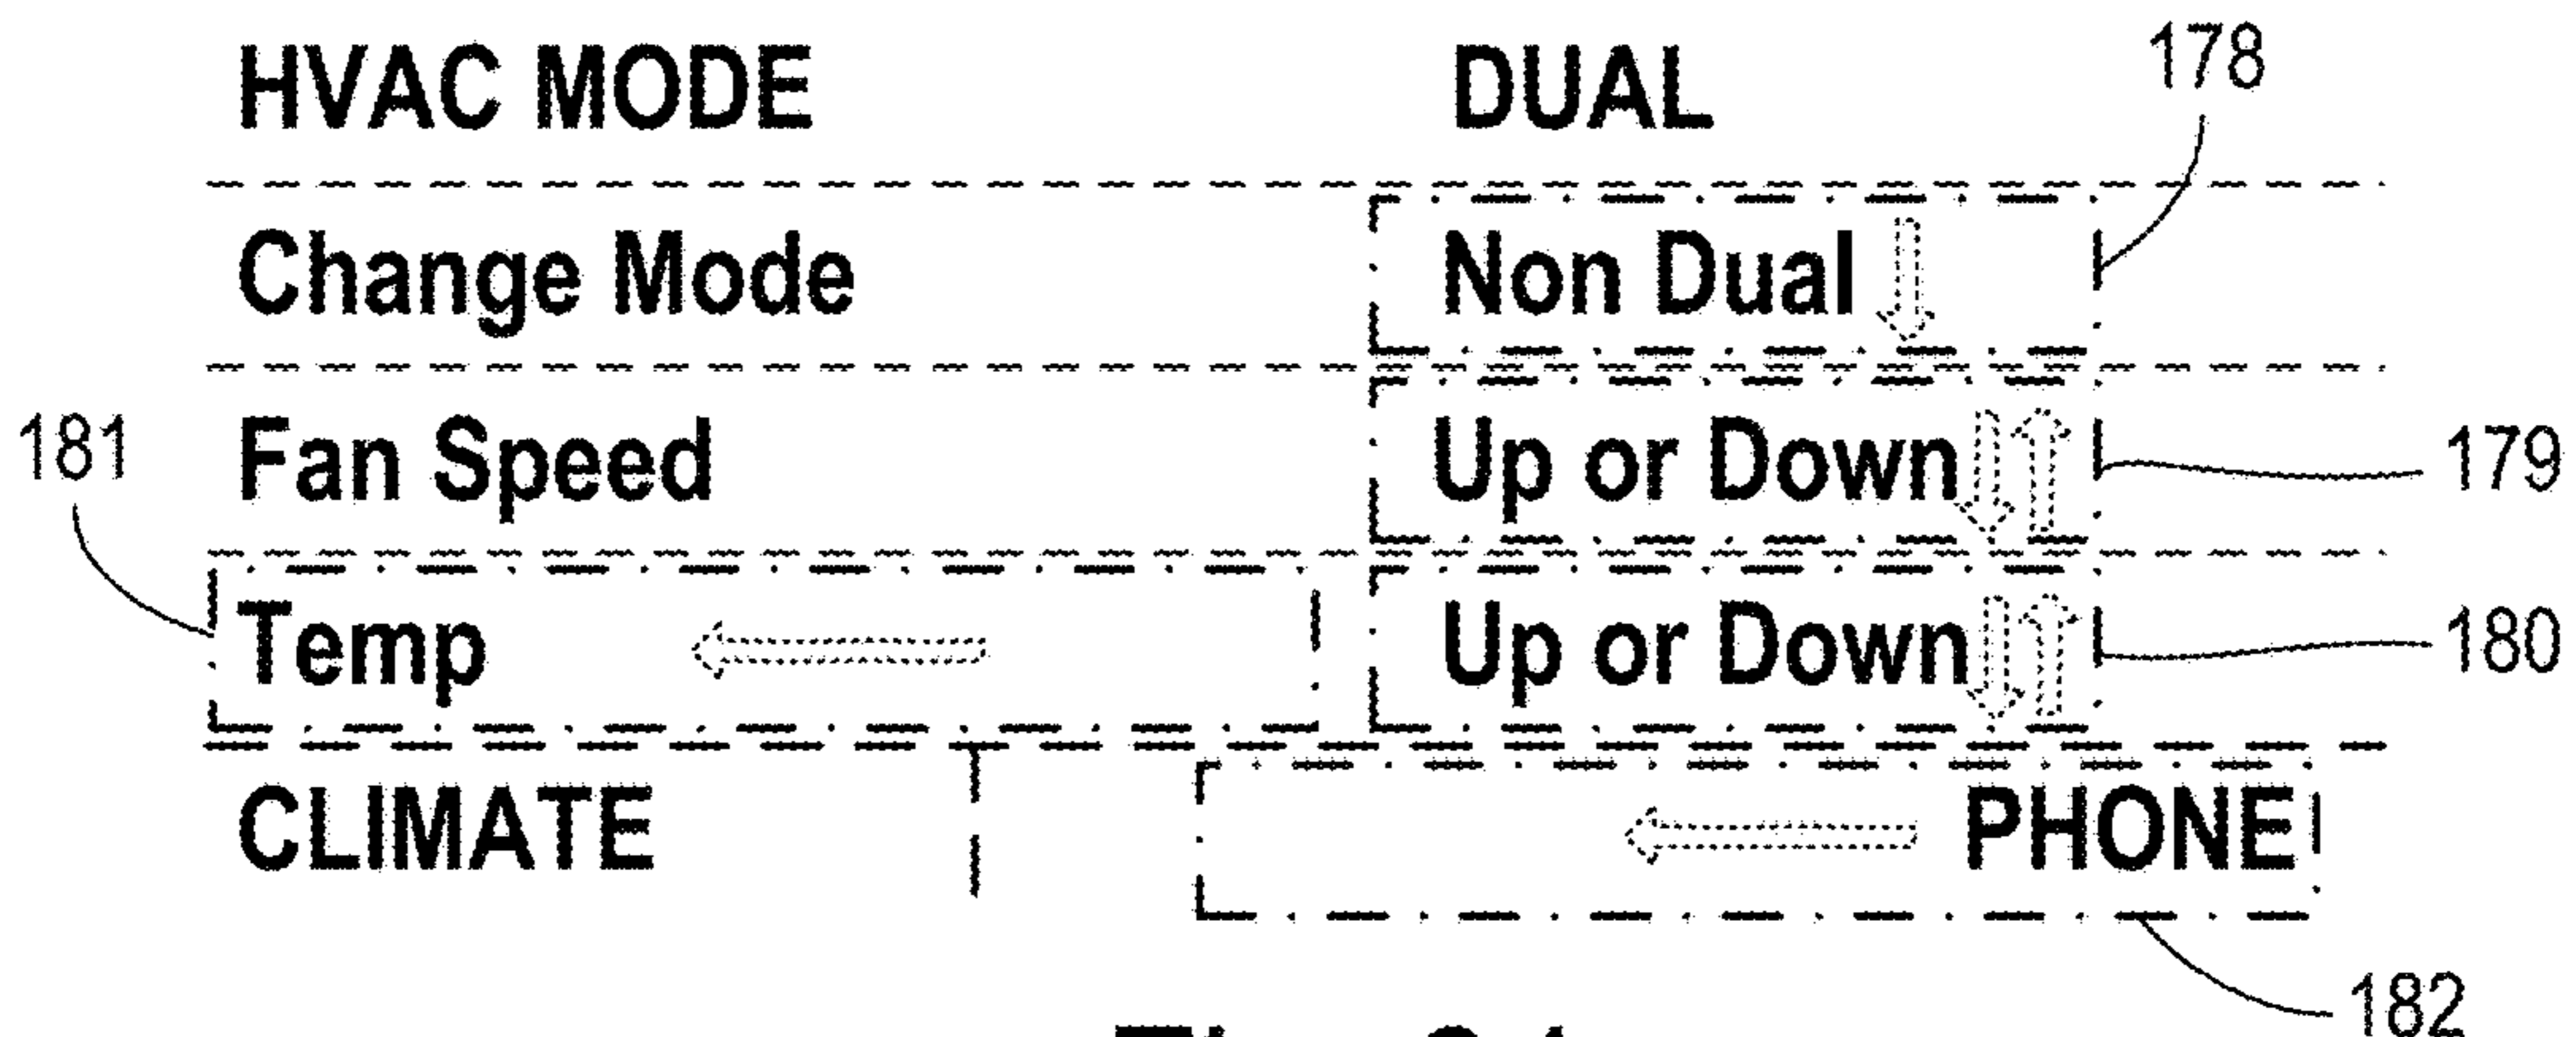 HVAC MODE DUAL 178
Change Mode Non Dual
181 Fan Speed Up or Down 179
Temp Up or Down 180
CLIMATE PHONE
182